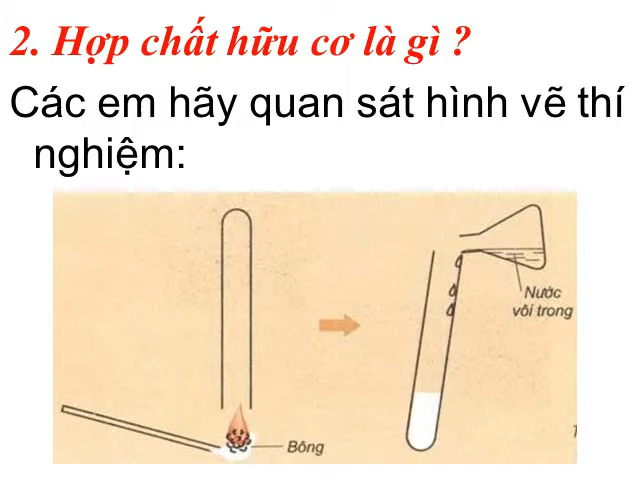 2. Hợp chất hữu cơ là gì ?
Các em hãy quan sát hình vẽ thí
nghiệm:
Nước
vôi trong
Bông